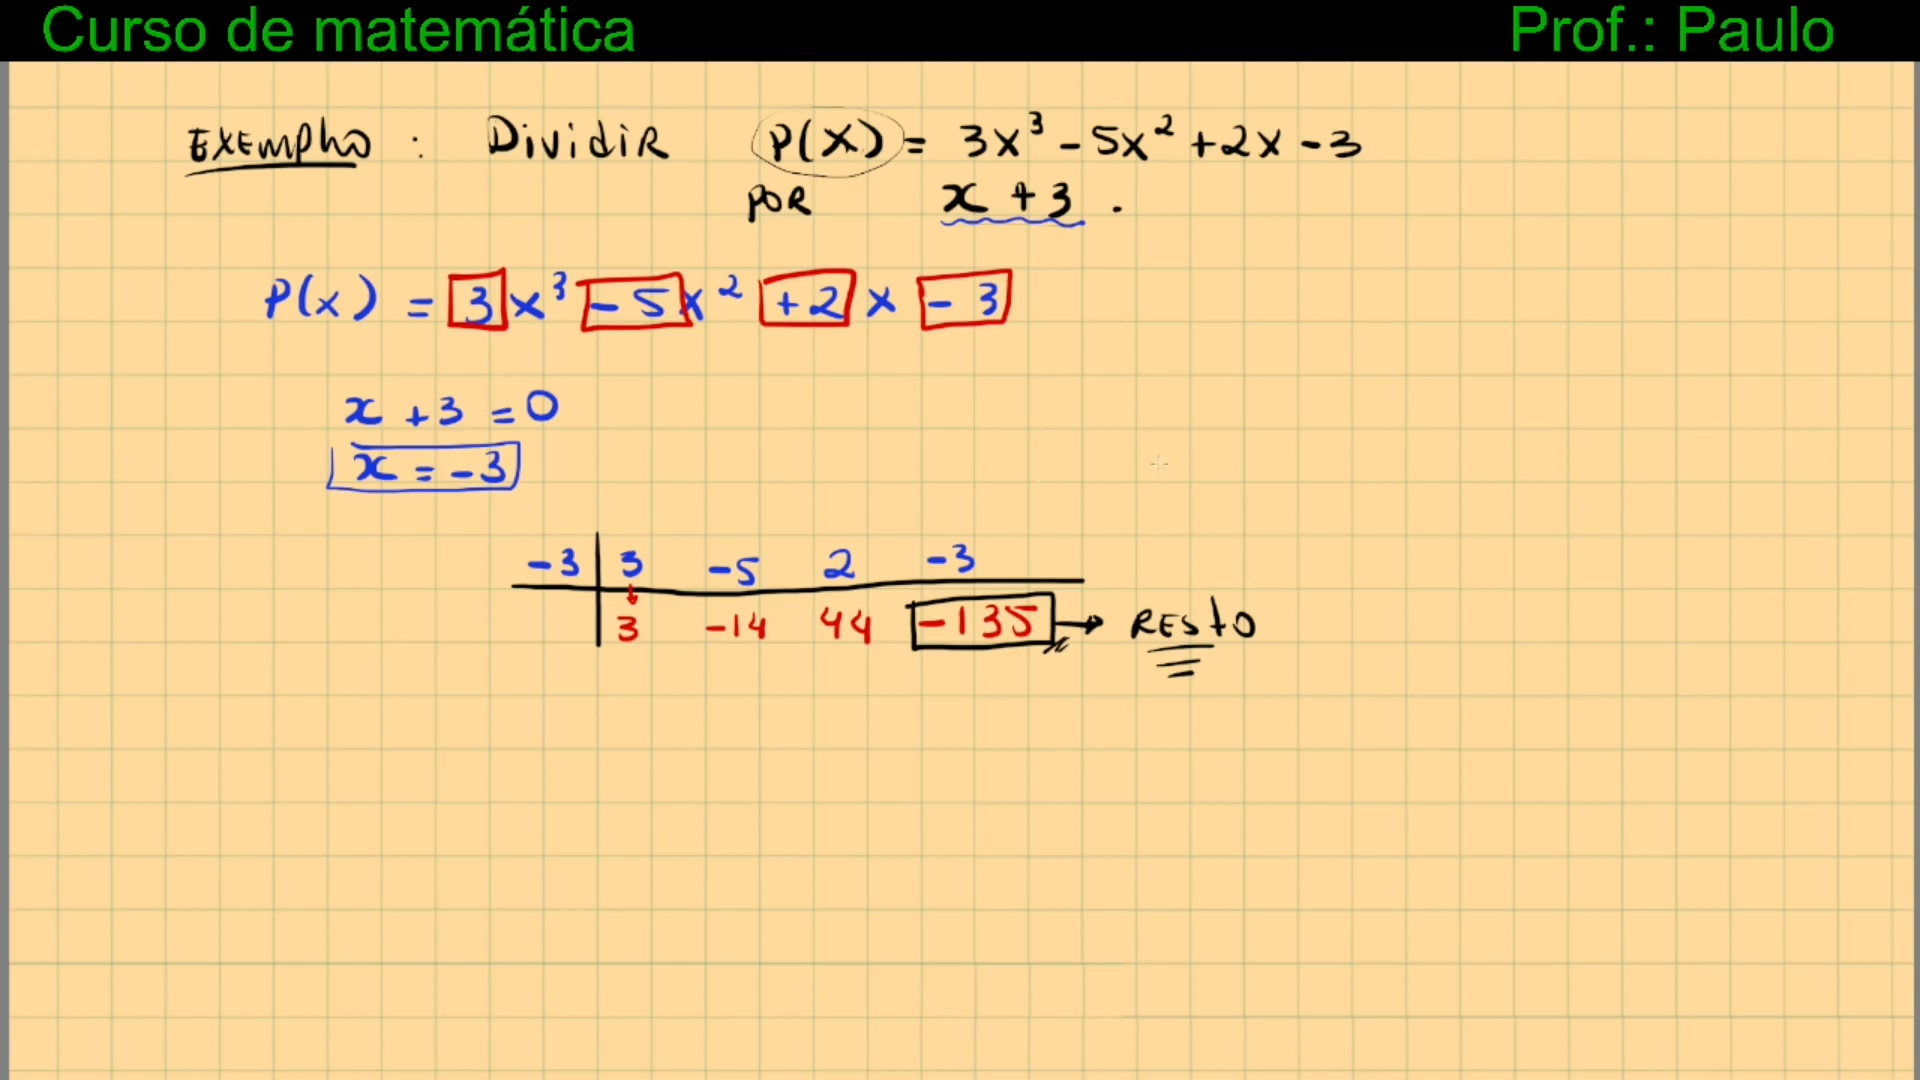 Curso de matemática Prof.: Paulo
Exemplo : Dividir P(x) = 3x³ - 5x² + 2x - 3
por x + 3 .
P(x) = 3x³ - 5x² + 2x - 3
x + 3 = 0
x = -3
-3 3 -5 2 -3
3 -14 44 -135 → Resto